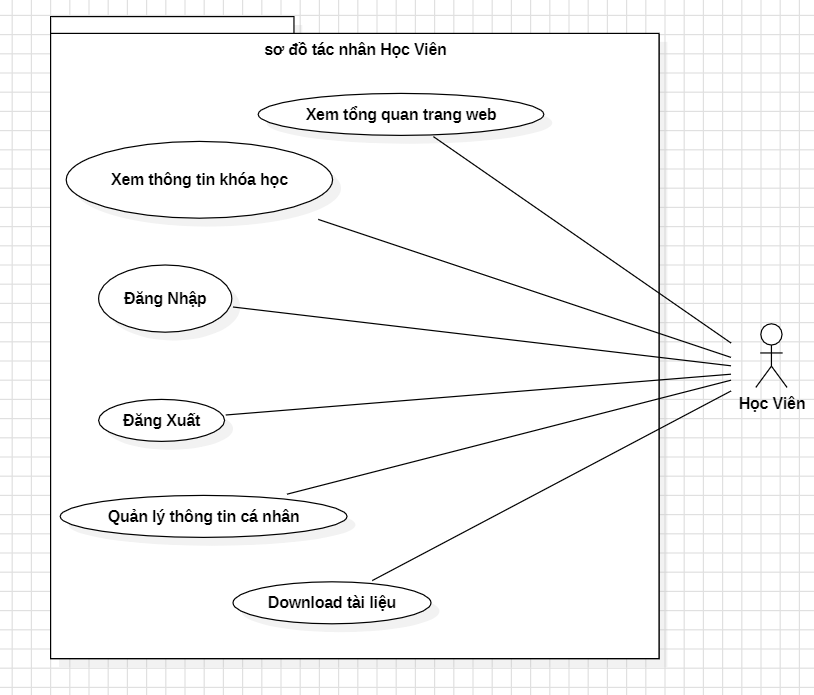 sơ đồ tác nhân Học Viên
Xem tổng quan trang web
Xem thông tin khóa học
Đăng Nhập
Học Viên
Đăng Xuất
Quản lý thông tin cá nhân
Download tài liệu